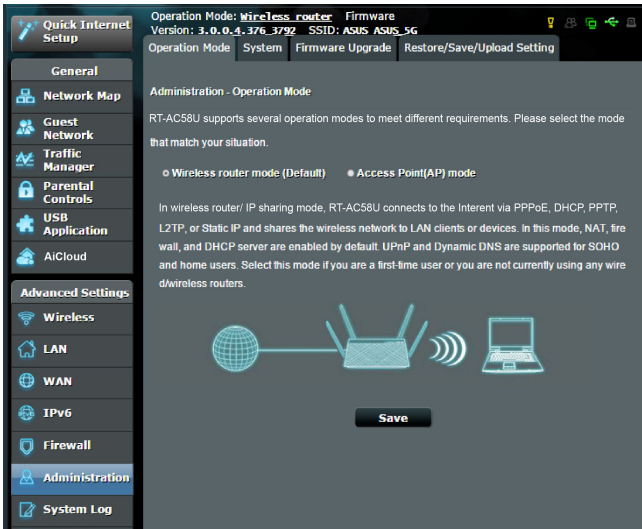 Quick Internet
Setup
Operation Mode: Wireless router Firmware
Version: 3.0.0.4.376_3792 SSID: ASUS ASUS_5G
Operation Mode System Firmware Upgrade Restore/Save/Upload Setting
General
Network Map
Guest
Network
Traffic
Manager
Parental
Controls
USB
Application
AiCloud
Advanced Settings
Wireless
LAN
WAN
IPv6
Firewall
Administration
System Log
Administration - Operation Mode
RT-AC58U supports several operation modes to meet different requirements. Please select the mode
that match your situation.
Wireless router mode (Default) Access Point(AP) mode
In wireless router/ IP sharing mode, RT-AC58U connects to the Interent via PPPoE, DHCP, PPTP,
L2TP, or Static IP and shares the wireless network to LAN clients or devices. In this mode, NAT, fire
wall, and DHCP server are enabled by default. UPnP and Dynamic DNS are supported for SOHO
and home users. Select this mode if you are a first-time user or you are not currently using any wire
d/wireless routers.
Save